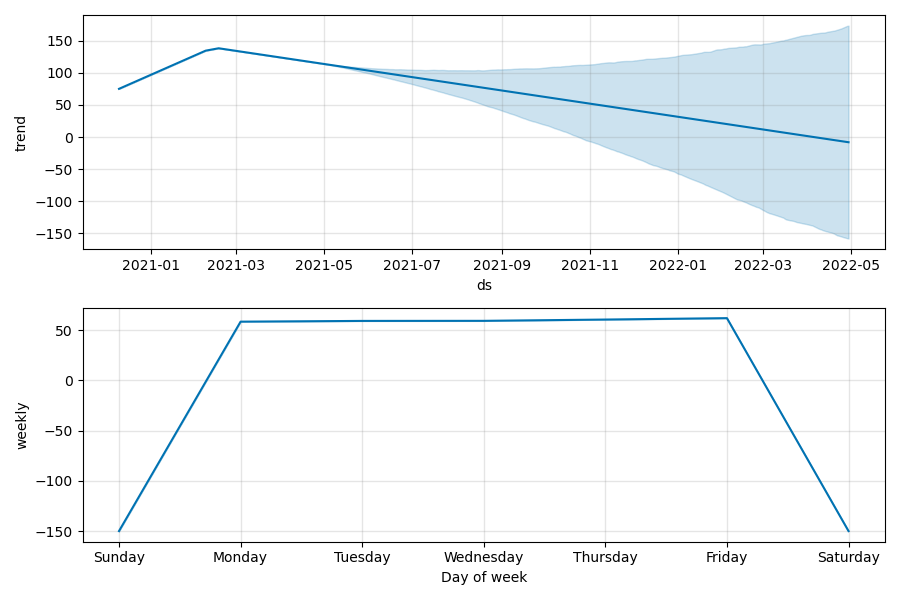 150
100
50
0
−50
−100
−150
trend
2021-01 2021-03 2021-05 2021-07 2021-09 2021-11 2022-01 2022-03 2022-05
ds
50
0
−50
−100
−150
weekly
Sunday Monday Tuesday Wednesday Thursday Friday Saturday
Day of week